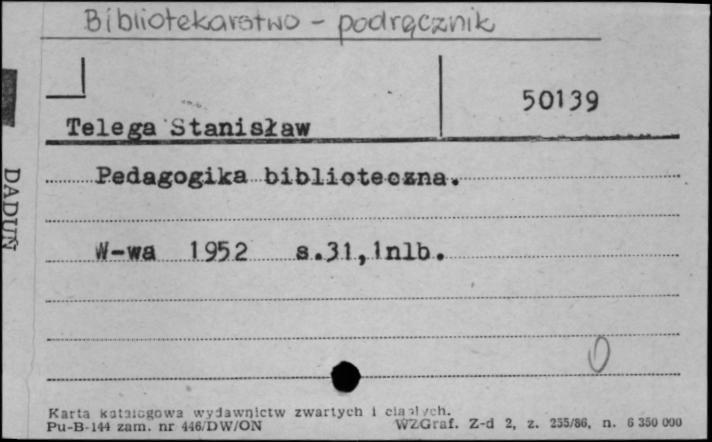 Bibliotekarstwo - podręcznik
50139
Telega Stanisław
Pedagogika biblioteczna.
DADUŃ
W-wa 1952 s.31,1nlb.
0
Karta katalogowa wydawnictw zwartych i ciągłych.
Pu-B-144 zam. nr 446/DW/ON WZGraf. Z-d 2, z. 255/86, n. 6 350 000